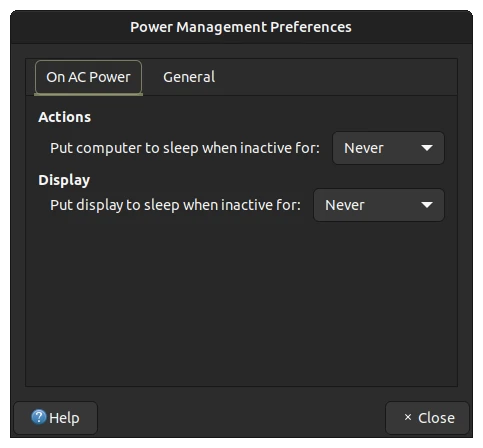 Power Management Preferences
On AC Power General
Actions
Put computer to sleep when inactive for: Never
Display
Put display to sleep when inactive for: Never
Help Close